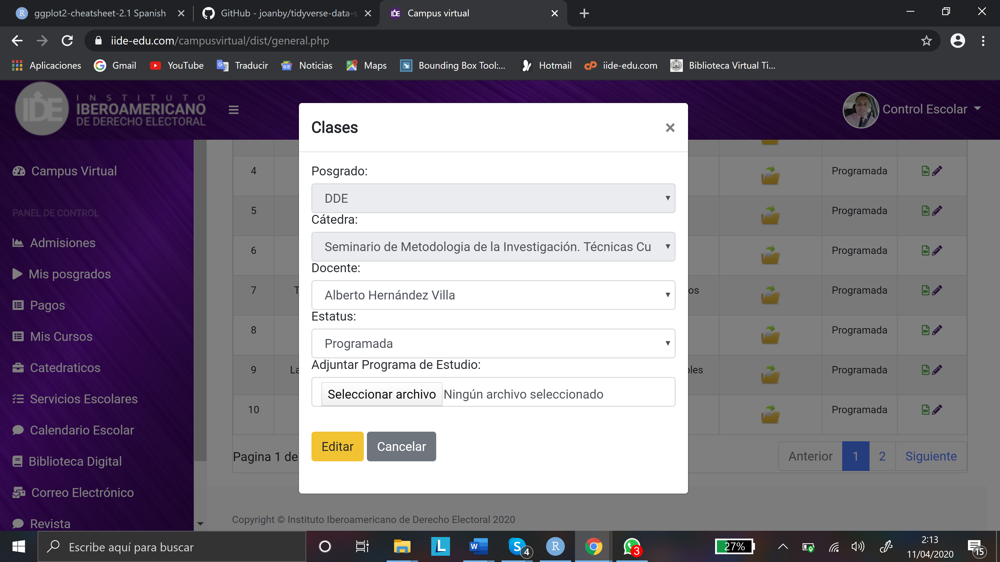 ggplot2-cheatsheet-2.1 Spanish
GitHub - joanby/tidyverse-data-s
Campus virtual
iide-edu.com/campusvirtual/dist/general.php
Aplicaciones
Gmail
YouTube
Traducir
Noticias
Maps
Bounding Box Tool:...
Hotmail
iide-edu.com
Biblioteca Virtual Ti...
IDE
INSTITUTO
IBEROAMERICANO
DE DERECHO ELECTORAL
Control Escolar
Campus Virtual
PANEL DE CONTROL
Admisiones
Mis posgrados
Pagos
Mis Cursos
Catedraticos
Servicios Escolares
Calendario Escolar
Biblioteca Digital
Correo Electrónico
Revista
Clases
×
Posgrado:
DDE
Cátedra:
Seminario de Metodologia de la Investigación. Técnicas Cu
Docente:
Alberto Hernández Villa
Estatus:
Programada
Adjuntar Programa de Estudio:
Seleccionar archivo Ningún archivo seleccionado
Editar
Cancelar
4 Programada
5 Programada
6 Programada
7 T os Programada
8 Programada
9 La bles Programada
10 Programada
Pagina 1 de
Anterior 1 2 Siguiente
Copyright © Instituto Iberoamericano de Derecho Electoral 2020
Escribe aquí para buscar
4
3
27%
2:13
11/04/2020
15